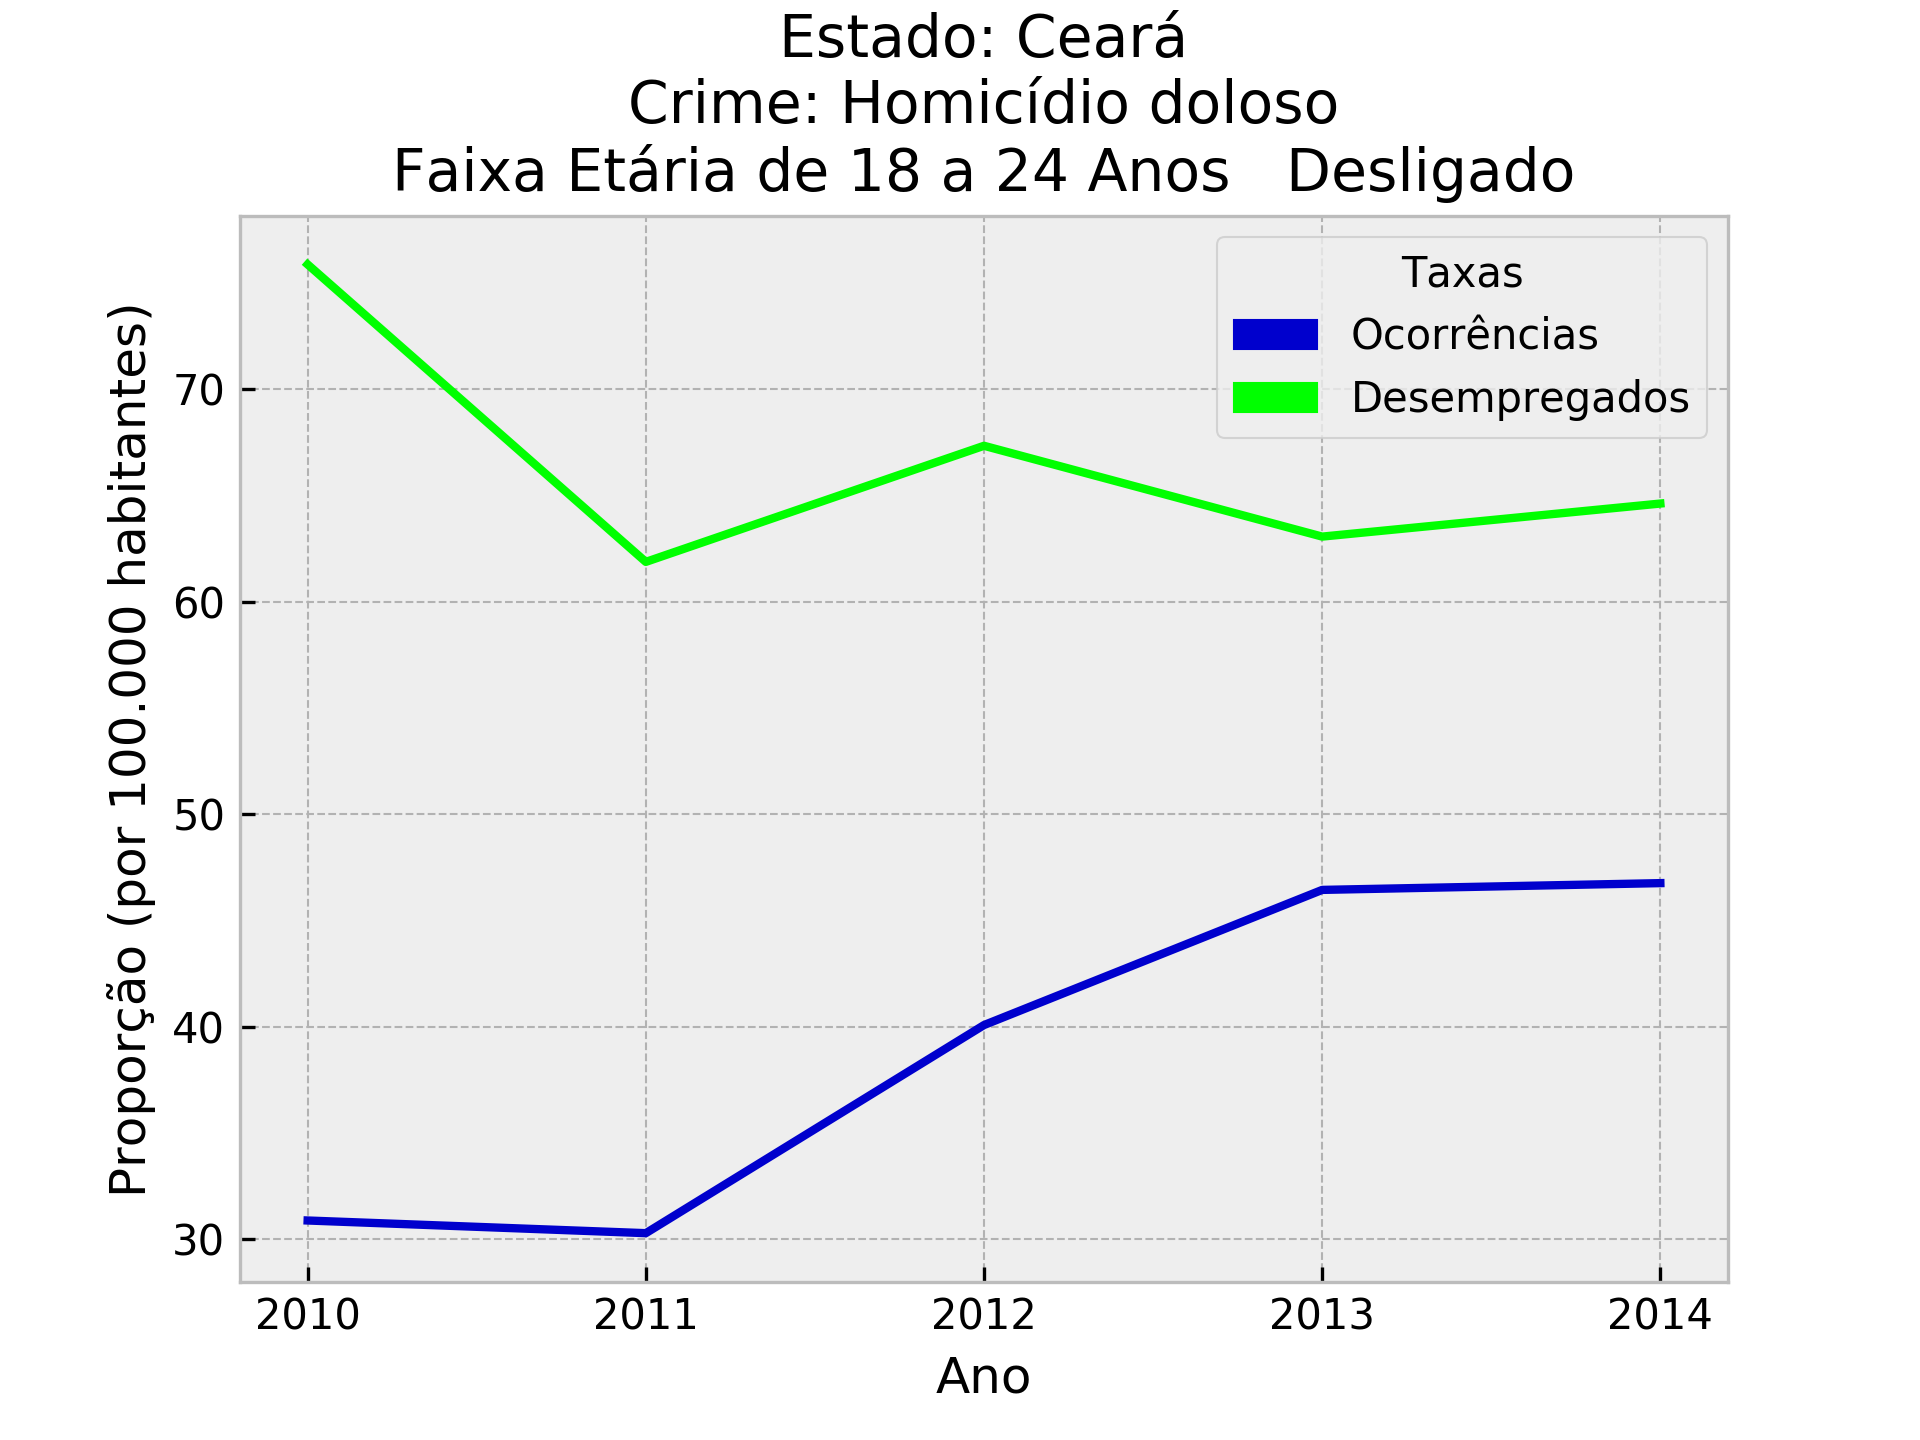 Estado: Ceará
Crime: Homicídio doloso
Faixa Etária de 18 a 24 Anos   Desligado
Taxas
Ocorrências
Desempregados
Proporção (por 100.000 habitantes)
70
60
50
40
30
2010 2011 2012 2013 2014
Ano